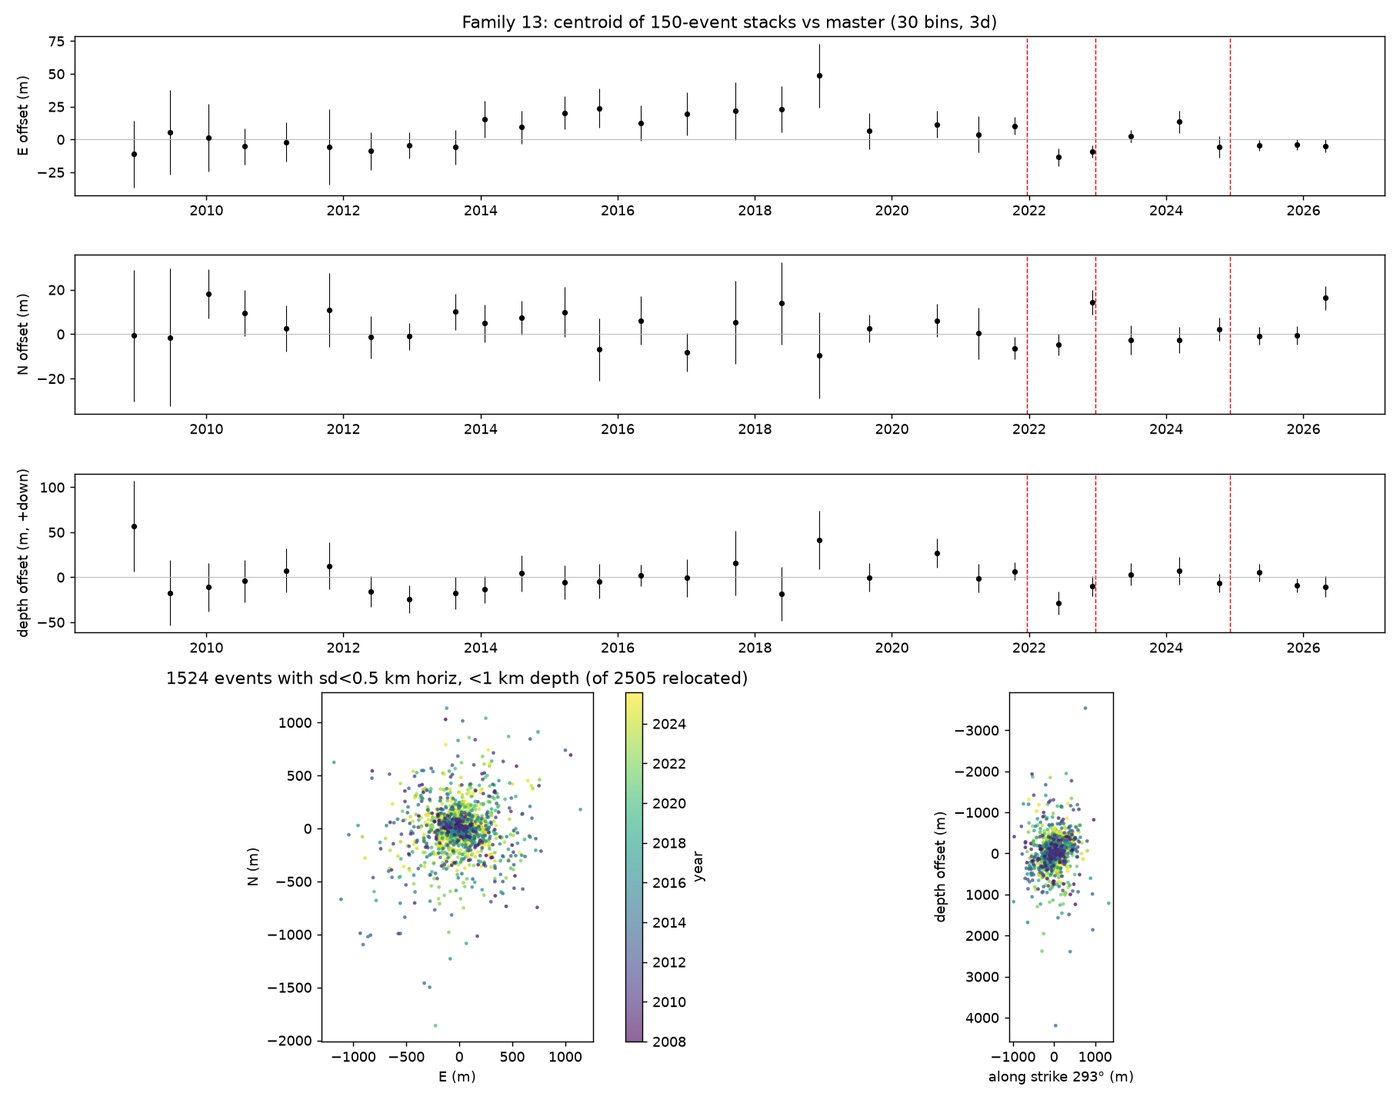 Family 13: centroid of 150-event stacks vs master (30 bins, 3d)
E offset (m)
75
50
25
0
−25
2010 2012 2014 2016 2018 2020 2022 2024 2026
N offset (m)
20
0
−20
2010 2012 2014 2016 2018 2020 2022 2024 2026
depth offset (m, +down)
100
50
0
−50
2010 2012 2014 2016 2018 2020 2022 2024 2026
1524 events with sd<0.5 km horiz, <1 km depth (of 2505 relocated)
N (m)
1000
500
0
−500
−1000
−1500
−2000
−1000 −500 0 500 1000
E (m)
2024
2022
2020
2018
2016
2014
2012
2010
2008
year
depth offset (m)
−3000
−2000
−1000
0
1000
2000
3000
4000
−1000 0 1000
along strike 293° (m)